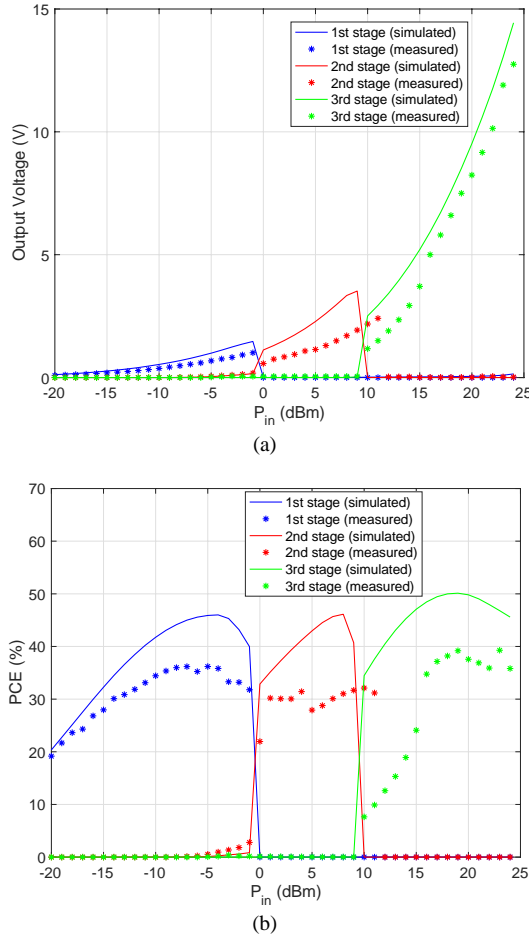 15
10
5
0
Output Voltage (V)
1st stage (simulated)
1st stage (measured)
2nd stage (simulated)
2nd stage (measured)
3rd stage (simulated)
3rd stage (measured)
-20 -15 -10 -5 0 5 10 15 20 25
P_in (dBm)
(a)
70
60
50
40
30
20
10
0
PCE (%)
1st stage (simulated)
1st stage (measured)
2nd stage (simulated)
2nd stage (measured)
3rd stage (simulated)
3rd stage (measured)
-20 -15 -10 -5 0 5 10 15 20 25
P_in (dBm)
(b)